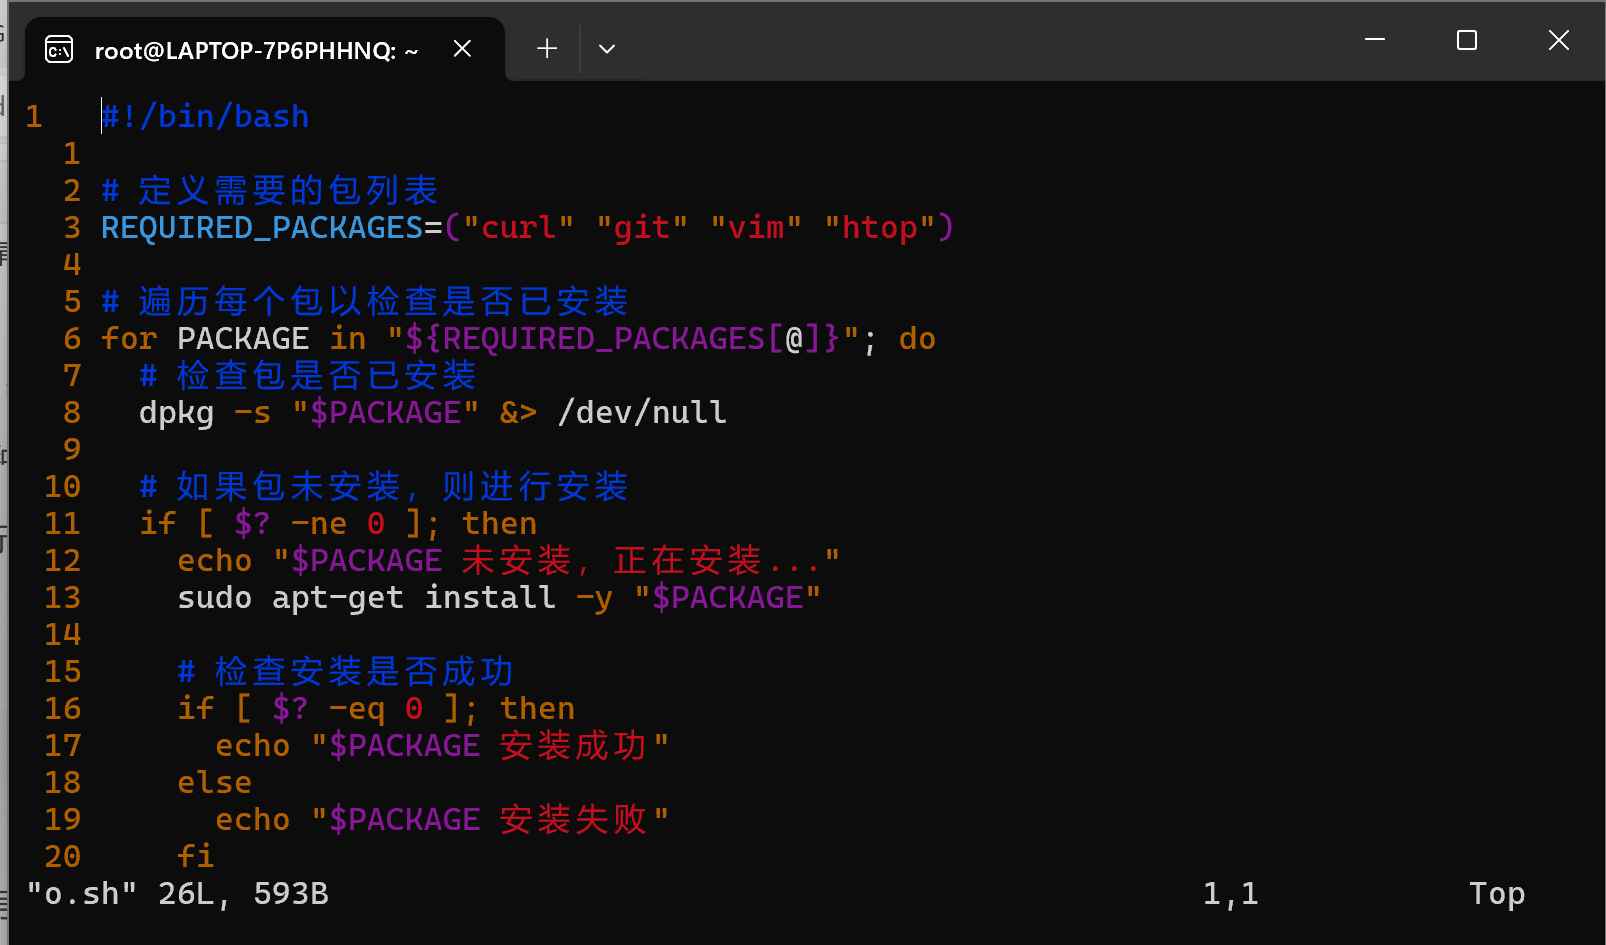 root@LAPTOP-7P6PHHNQ: ~
1 #!/bin/bash
1
2 # 定义需要的包列表
3 REQUIRED_PACKAGES=("curl" "git" "vim" "htop")
4
5 # 遍历每个包以检查是否已安装
6 for PACKAGE in "${REQUIRED_PACKAGES[@]}"; do
7   # 检查包是否已安装
8   dpkg -s "$PACKAGE" &> /dev/null
9
10   # 如果包未安装，则进行安装
11   if [ $? -ne 0 ]; then
12     echo "$PACKAGE 未安装，正在安装..."
13     sudo apt-get install -y "$PACKAGE"
14
15     # 检查安装是否成功
16     if [ $? -eq 0 ]; then
17       echo "$PACKAGE 安装成功"
18     else
19       echo "$PACKAGE 安装失败"
20     fi
"o.sh" 26L, 593B 1,1 Top